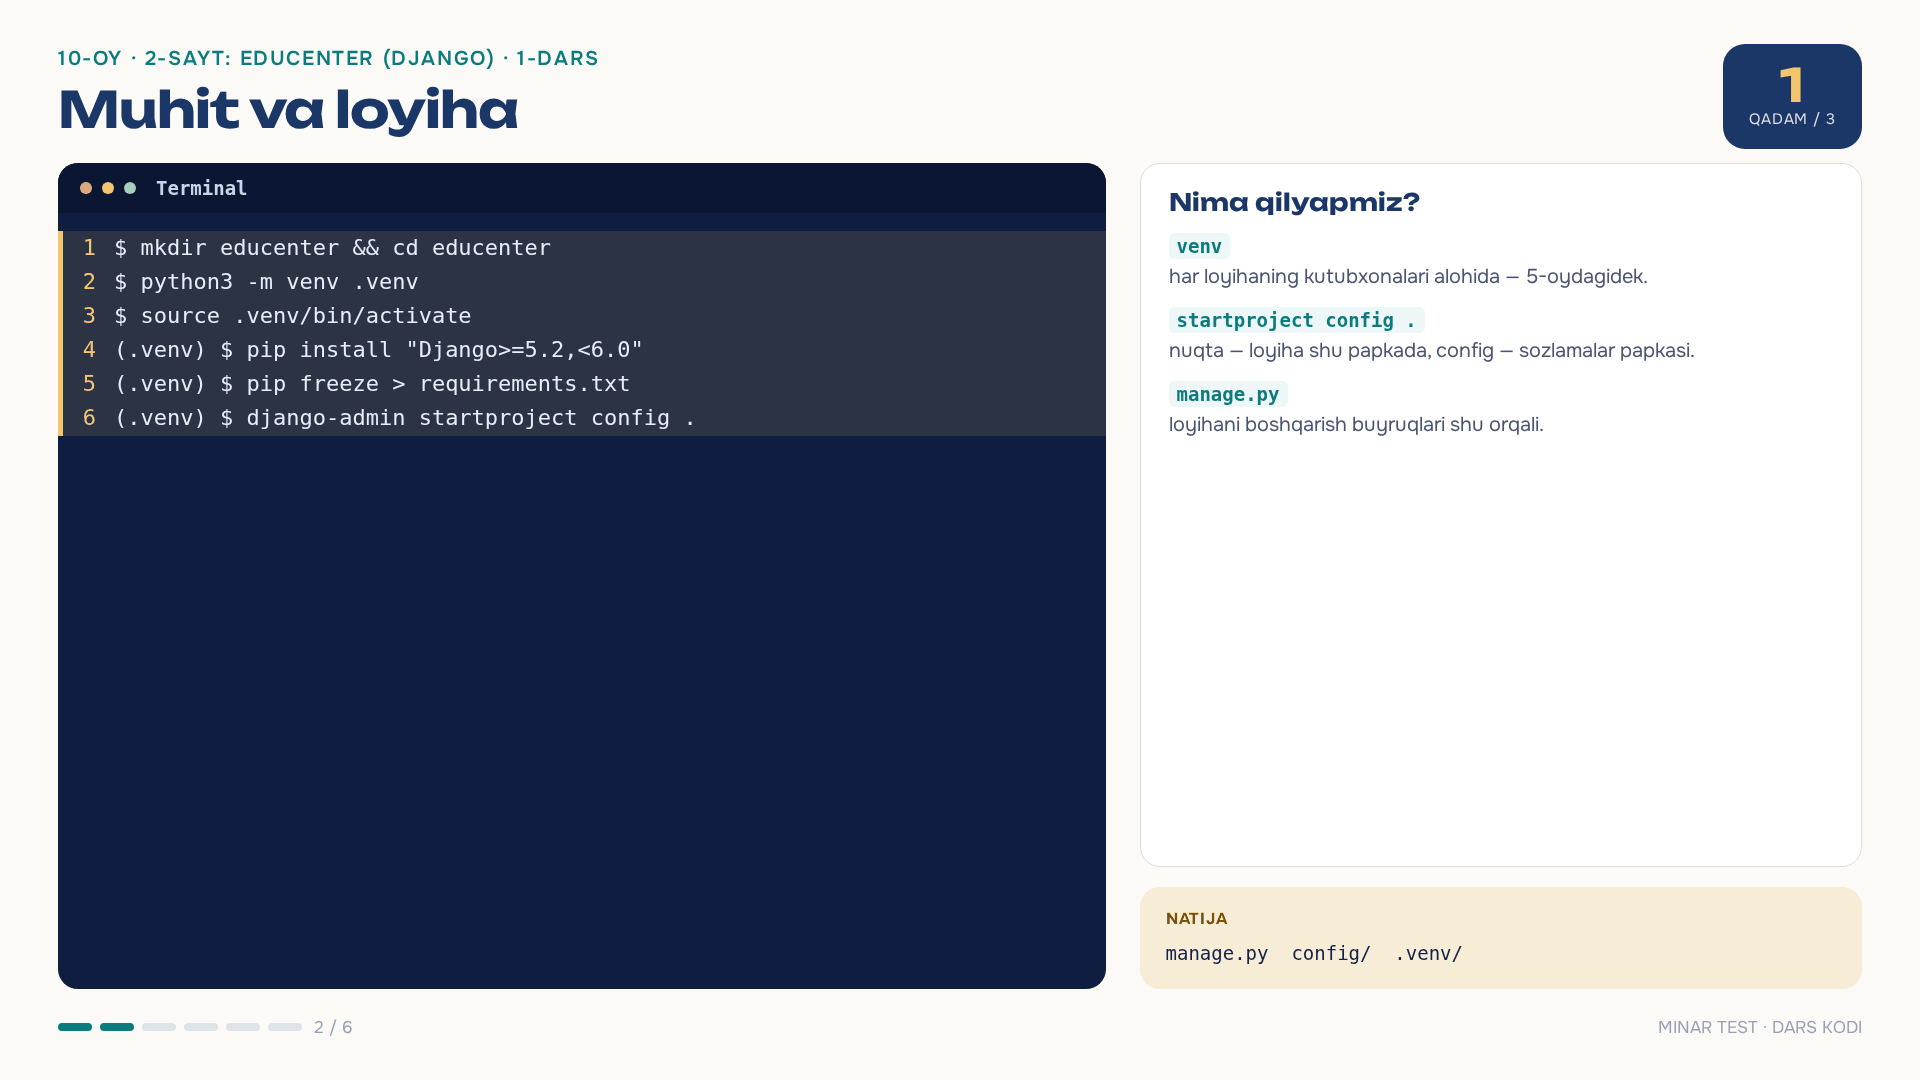 10-OY · 2-SAYT: EDUCENTER (DJANGO) · 1-DARS
Muhit va loyiha
1
QADAM / 3
Terminal
1 $ mkdir educenter && cd educenter
2 $ python3 -m venv .venv
3 $ source .venv/bin/activate
4 (.venv) $ pip install "Django>=5.2,<6.0"
5 (.venv) $ pip freeze > requirements.txt
6 (.venv) $ django-admin startproject config .
Nima qilyapmiz?
venv
har loyihaning kutubxonalari alohida — 5-oydagidek.
startproject config .
nuqta — loyiha shu papkada, config — sozlamalar papkasi.
manage.py
loyihani boshqarish buyruqlari shu orqali.
NATIJA
manage.py  config/  .venv/
2 / 6
MINAR TEST · DARS KODI